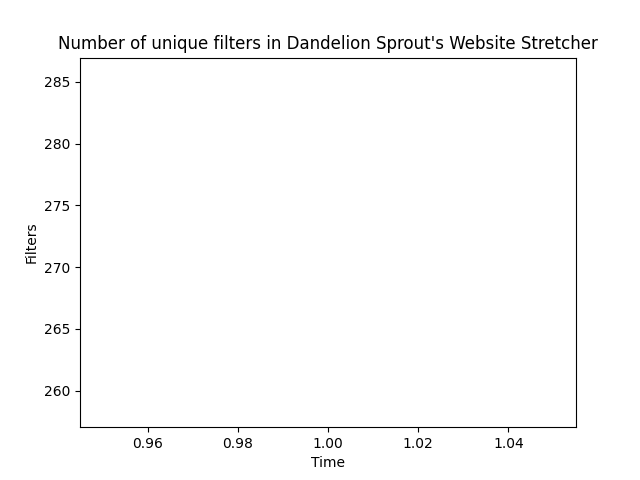 Number of unique filters in Dandelion Sprout's Website Stretcher
285
280
275
270
265
260
Filters
0.96 0.98 1.00 1.02 1.04
Time